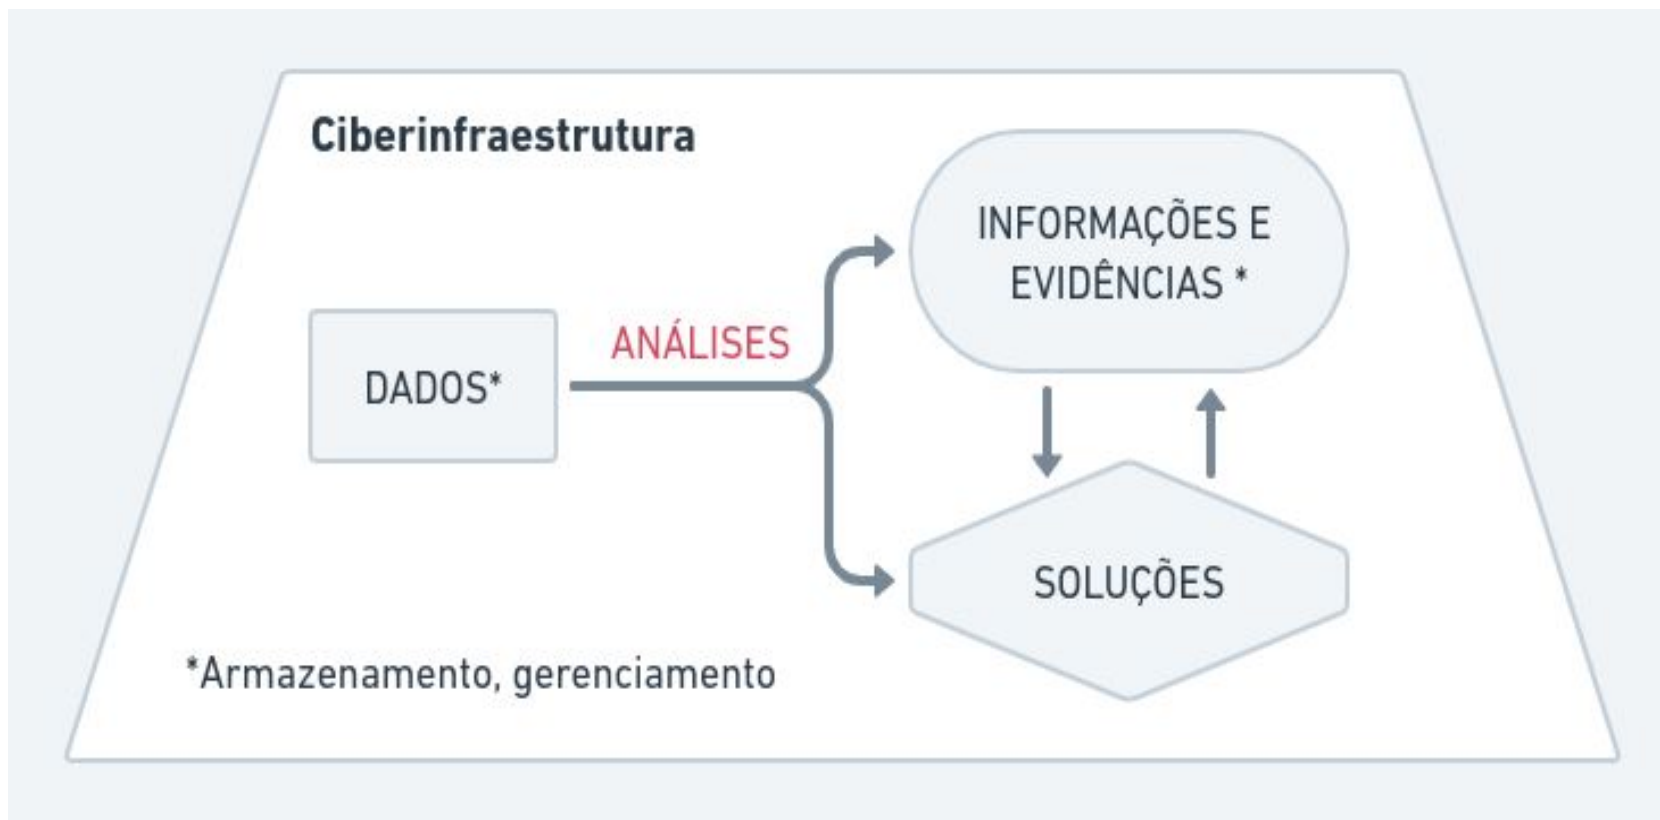 Ciberinfraestrutura
INFORMAÇÕES E
EVIDÊNCIAS *
ANÁLISES
DADOS*
SOLUÇÕES
*Armazenamento, gerenciamento